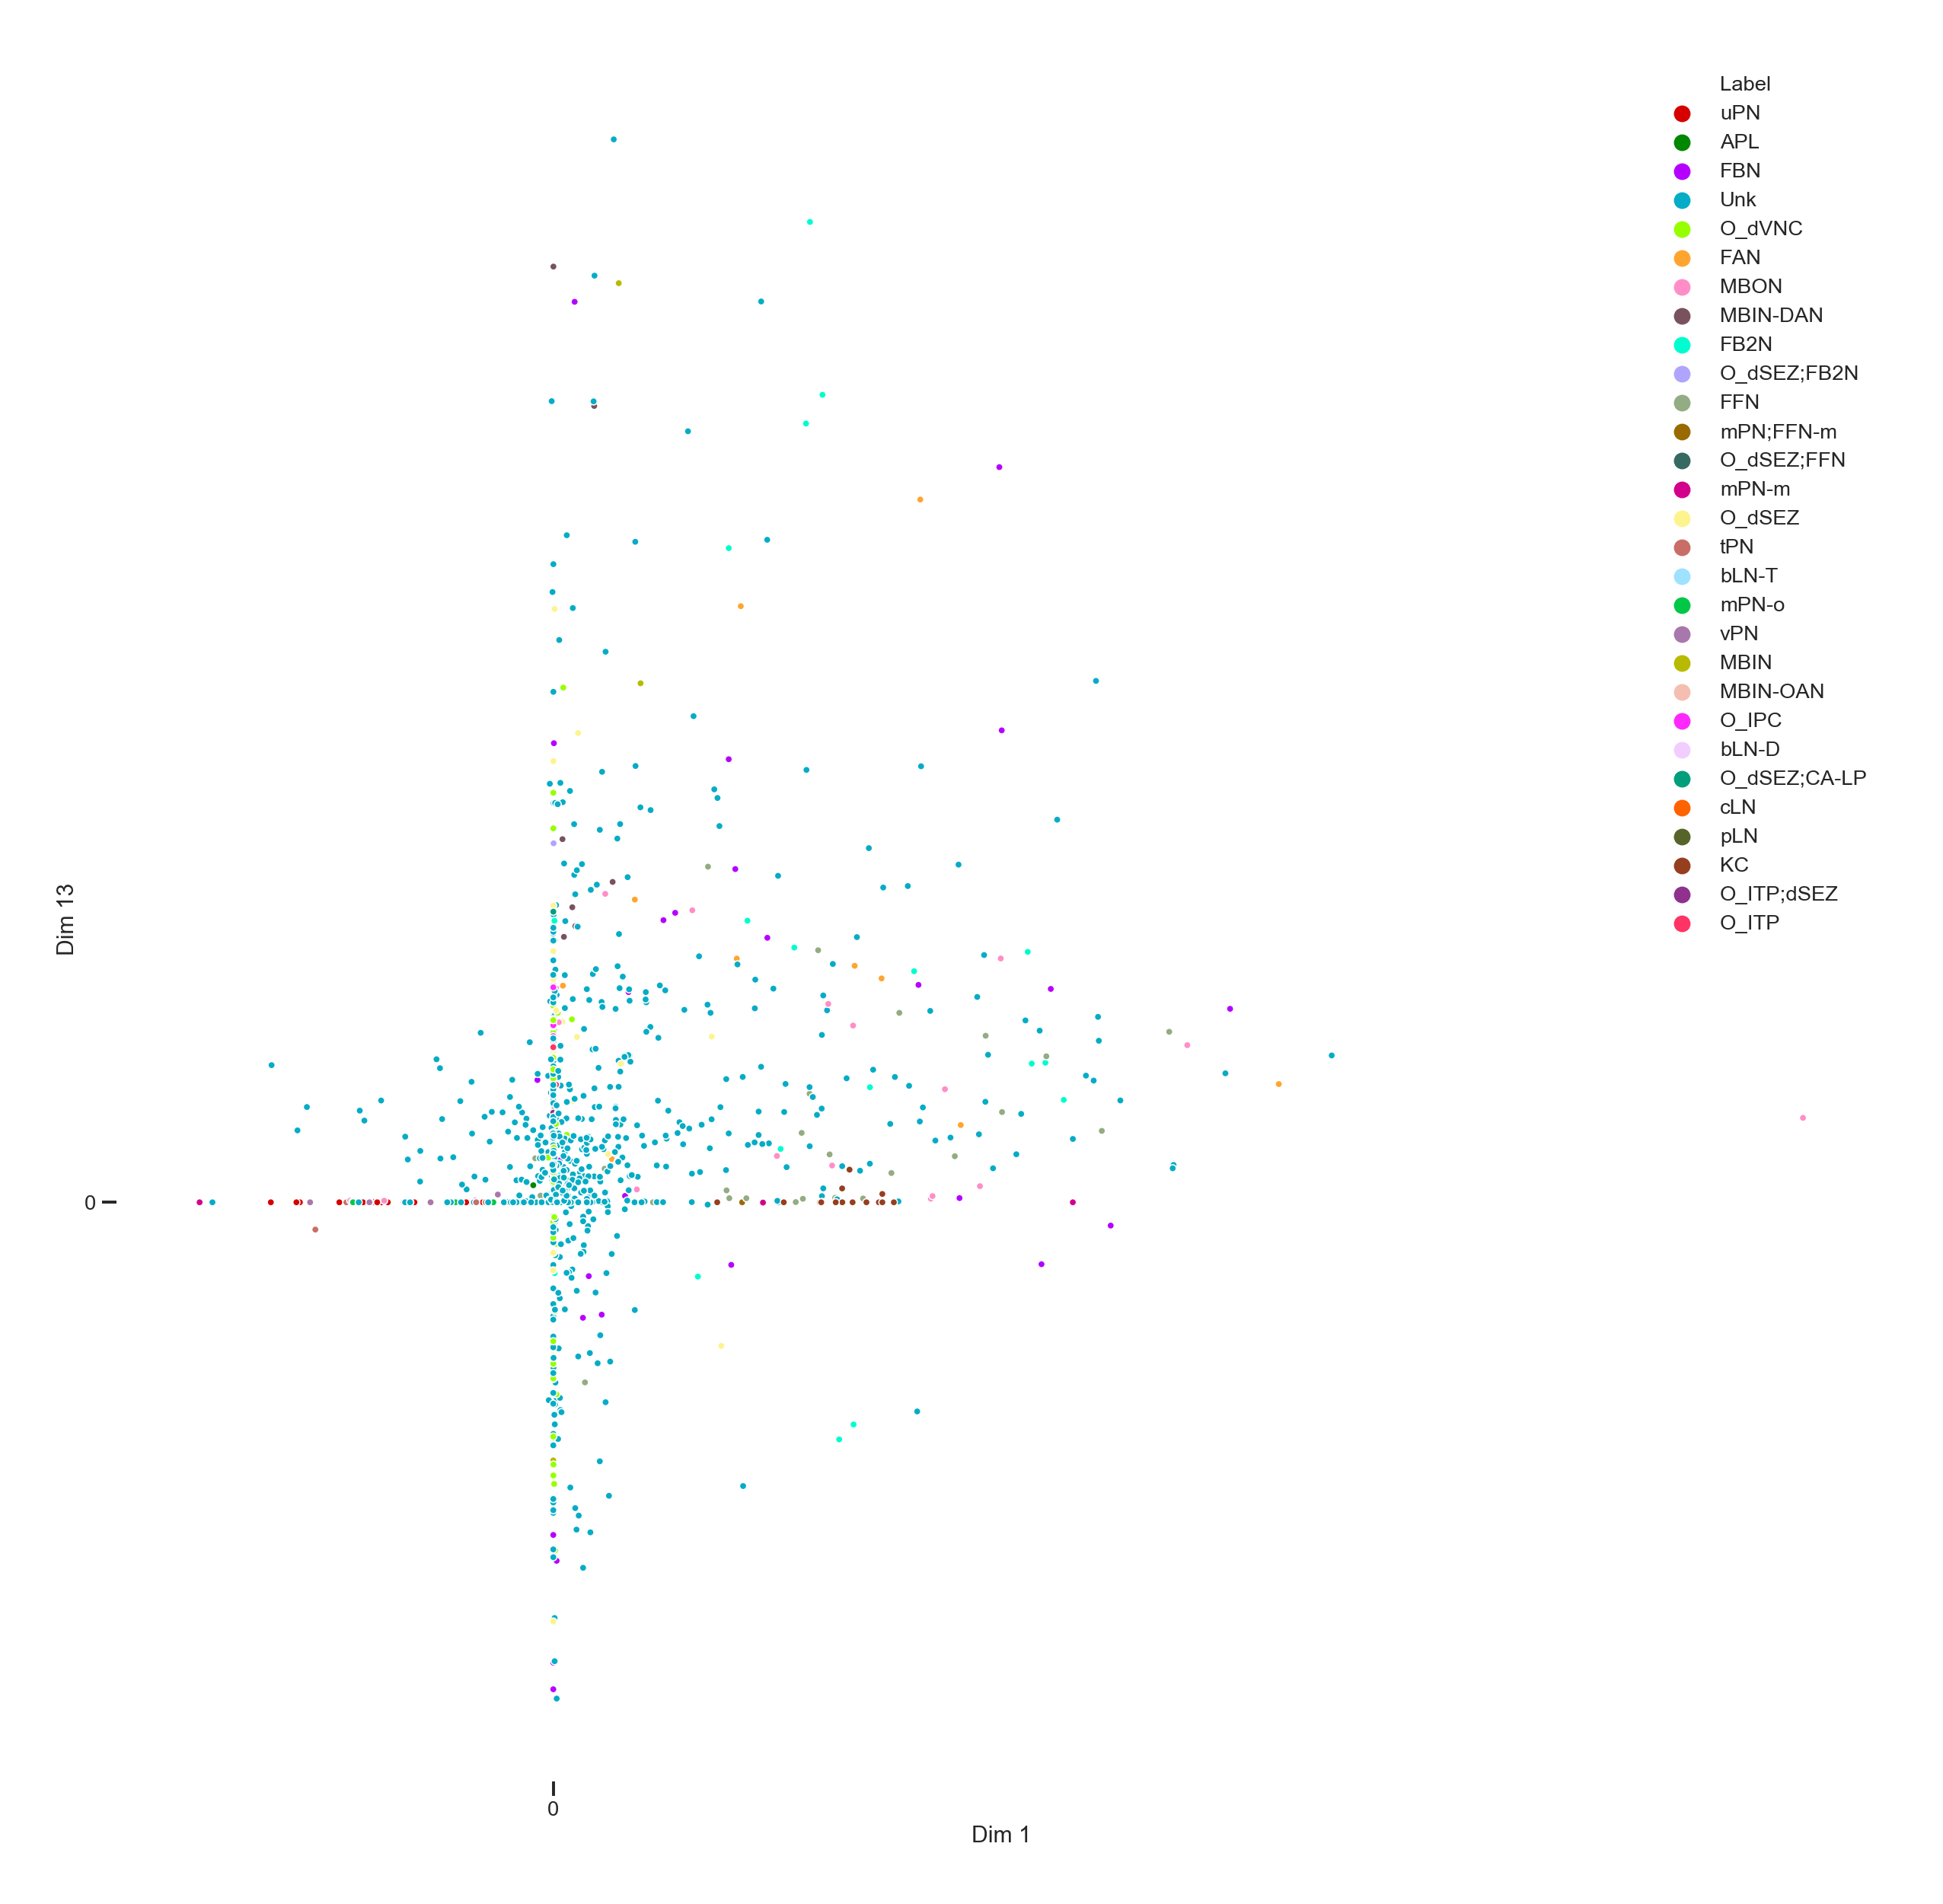 Label
uPN
APL
FBN
Unk
O_dVNC
FAN
MBON
MBIN-DAN
FB2N
O_dSEZ;FB2N
FFN
mPN;FFN-m
O_dSEZ;FFN
mPN-m
O_dSEZ
tPN
bLN-T
mPN-o
vPN
MBIN
MBIN-OAN
O_IPC
bLN-D
O_dSEZ;CA-LP
cLN
pLN
KC
O_ITP;dSEZ
O_ITP
Dim 13
0
0
Dim 1